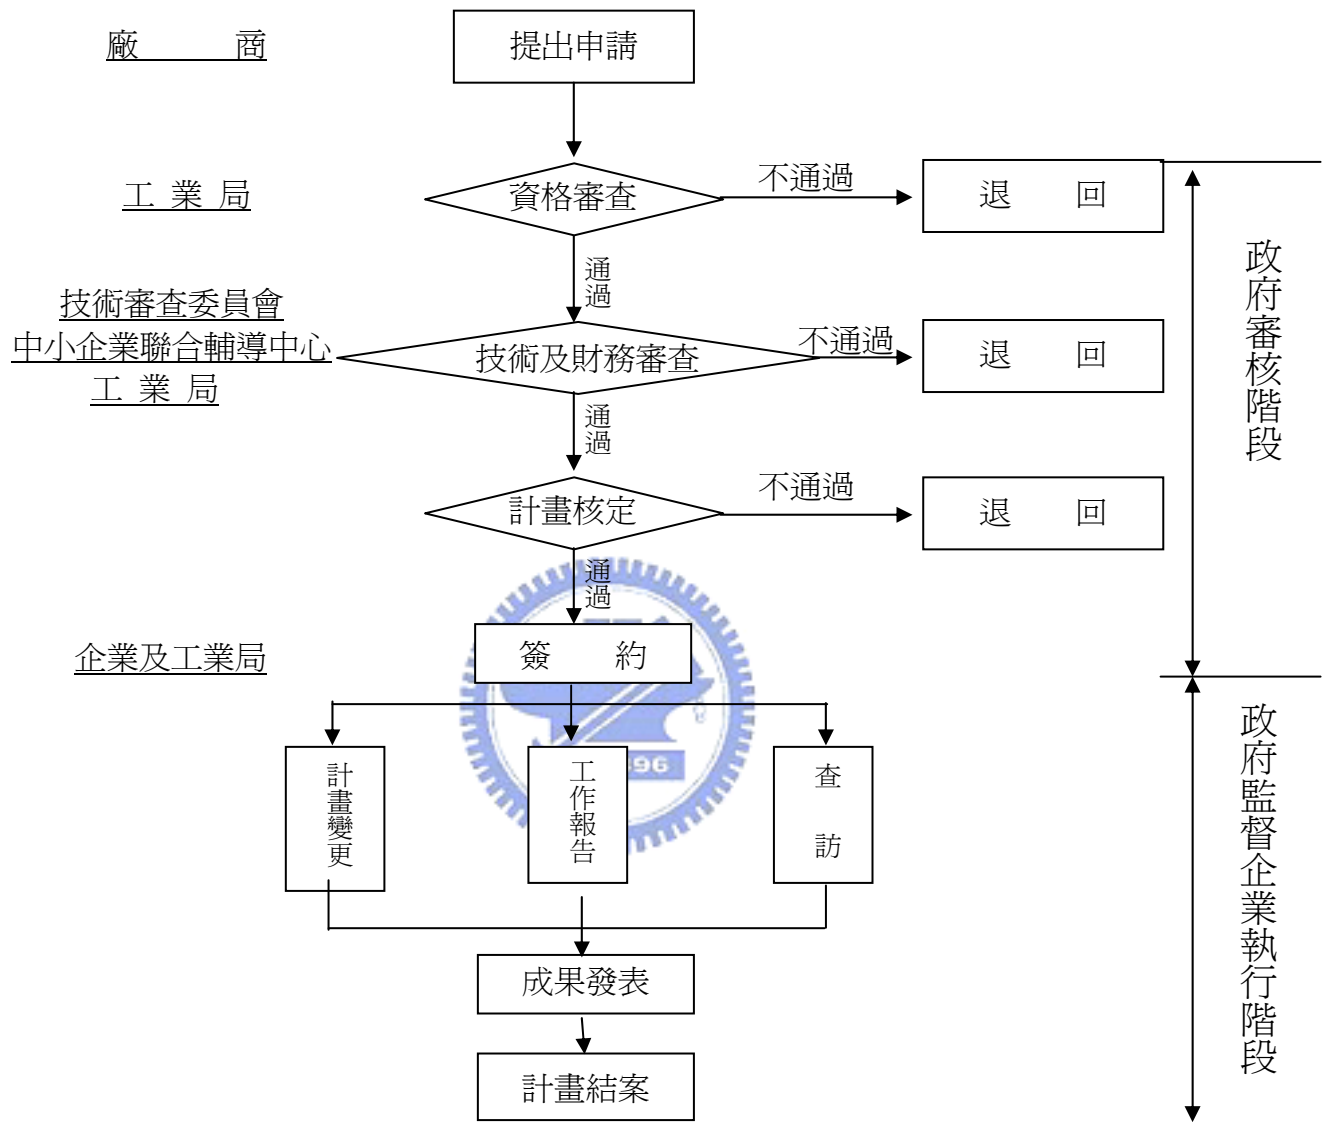 廠 商
提出申請
工 業 局
資格審查
不通過
退 回
通過
技術審查委員會
中小企業聯合輔導中心
工 業 局
技術及財務審查
不通過
退 回
通過
計畫核定
不通過
退 回
通過
政府審核階段
企業及工業局
簽 約
計畫變更
工作報告
查 訪
896
成果發表
計畫結案
政府監督企業執行階段